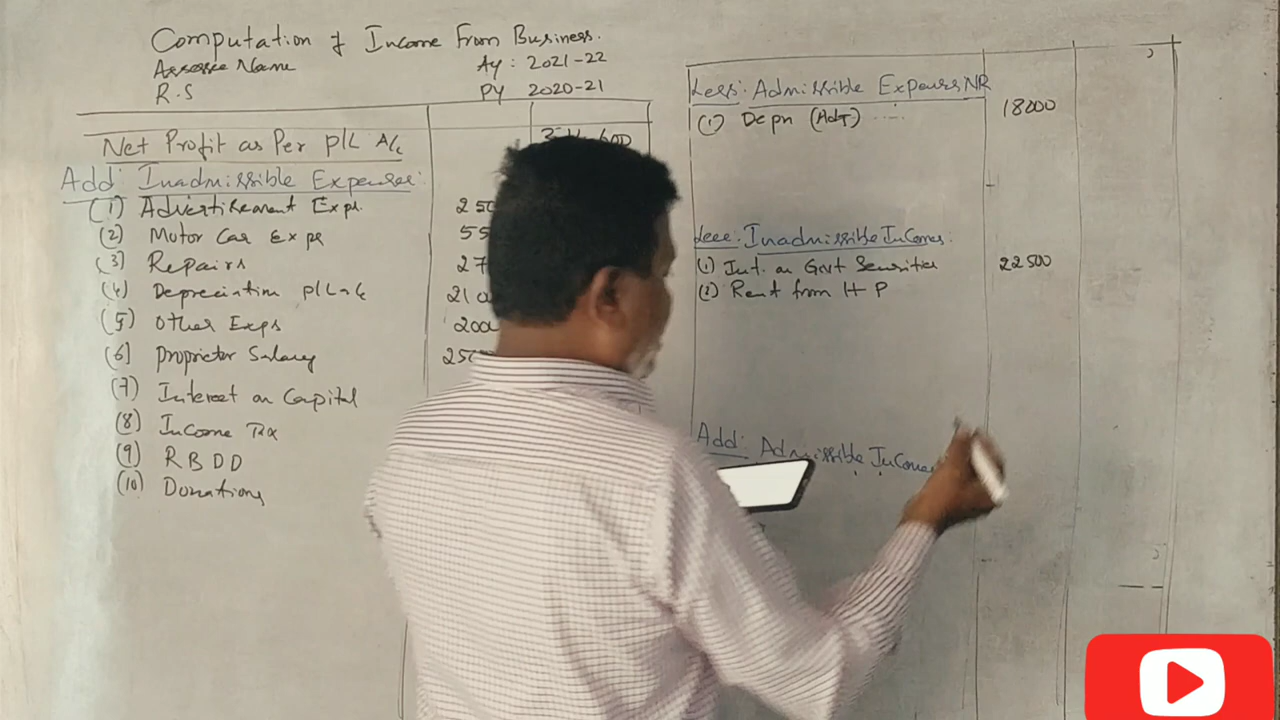 Computation of Income From Business.
Assessee Name Ay: 2021-22
R.S PY 2020-21
Net Profit as Per P/L A/c
Add: Inadmissible Expenses:
(1) Advertisement Exp.
(2) Motor Car Exps
(3) Repairs
(4) Depreciation P/L A/c
(5) Other Exps
(6) Proprietor Salary
(7) Interest on Capital
(8) Income Tax
(9) R B D D
(10) Donations
Less: Admissible Expenses NR
(1) Depn (Adj) 18000
Less: Inadmissible Incomes.
(1) Int. on Govt Securities 22500
(2) Rent from H P
Add: Admissible Incomes